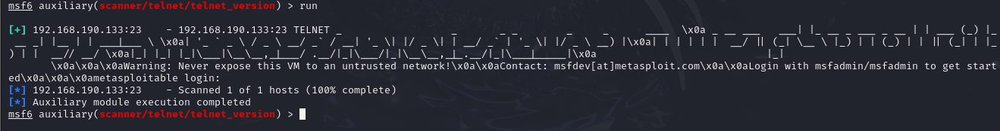 msf6 auxiliary(scanner/telnet/telnet_version) > run
[+] 192.168.190.133:23    - 192.168.190.133:23 TELNET _                  _       _ _        _     _      ____  \x0a _ __ ___   ___| |_ __ _ ___ _ __ | | ___ (_) |_
 __ _| |__ | | ___|___ \ \x0a| '_ ` _ \ / _ \ __/ _` / __| '_ \| |/ _ \| | __/ _` | '_ \| |/ _ \ __) |\x0a| | | | | |  __/ || (_| \__ \ |_) | | (_) | | || (_| | |_
) | |  __// __/ \x0a|_| |_| |_|\___|\__\__,_|___/ .__/|_|\___/|_|\__\__,_|_.__/|_|\___|_____|\x0a                            |_|
\x0a\x0a\x0aWarning: Never expose this VM to an untrusted network!\x0a\x0aContact: msfdev[at]metasploit.com\x0a\x0aLogin with msfadmin/msfadmin to get start
ed\x0a\x0a\x0ametasploitable login:
[*] 192.168.190.133:23    - Scanned 1 of 1 hosts (100% complete)
[*] Auxiliary module execution completed
msf6 auxiliary(scanner/telnet/telnet_version) >